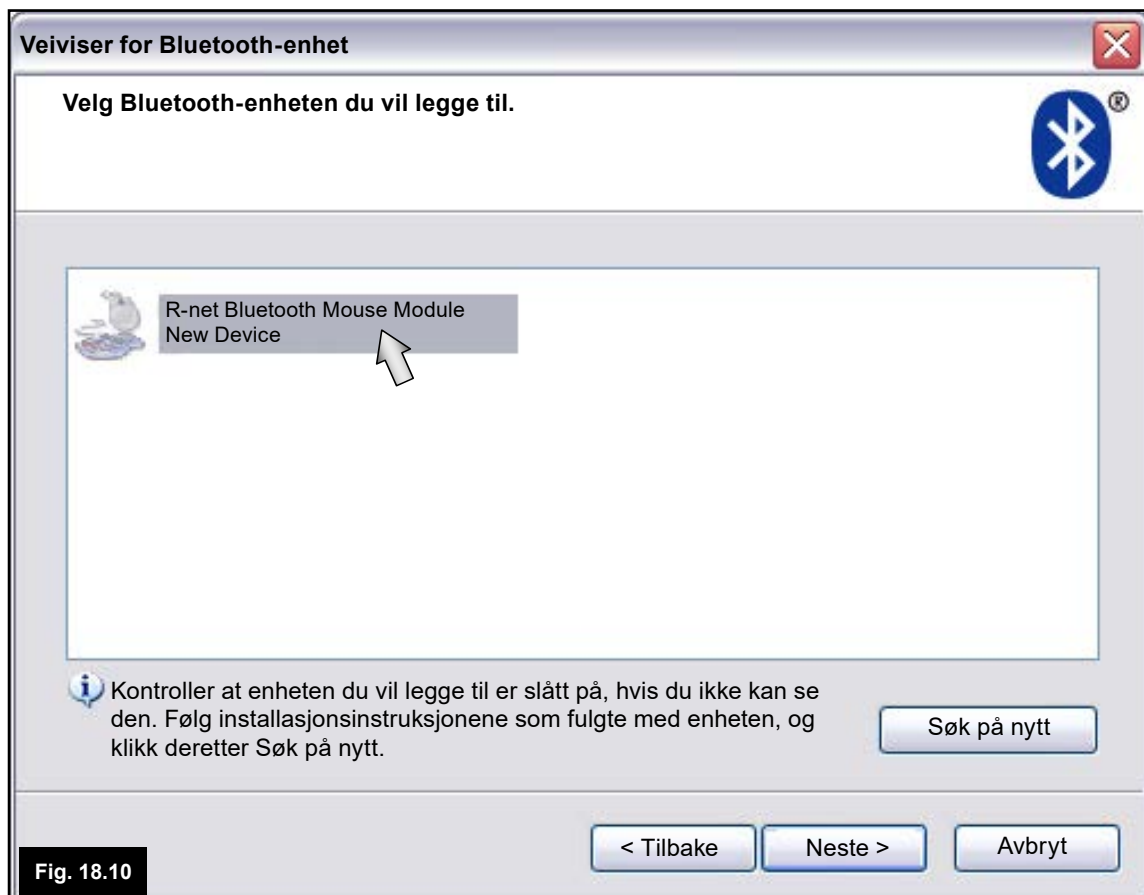 Veiviser for Bluetooth-enhet
Velg Bluetooth-enheten du vil legge til.
®
R-net Bluetooth Mouse Module
New Device
Kontroller at enheten du vil legge til er slått på, hvis du ikke kan se
den. Følg installasjonsinstruksjonene som fulgte med enheten, og
klikk deretter Søk på nytt.
Søk på nytt
< Tilbake
Neste >
Avbryt
Fig. 18.10